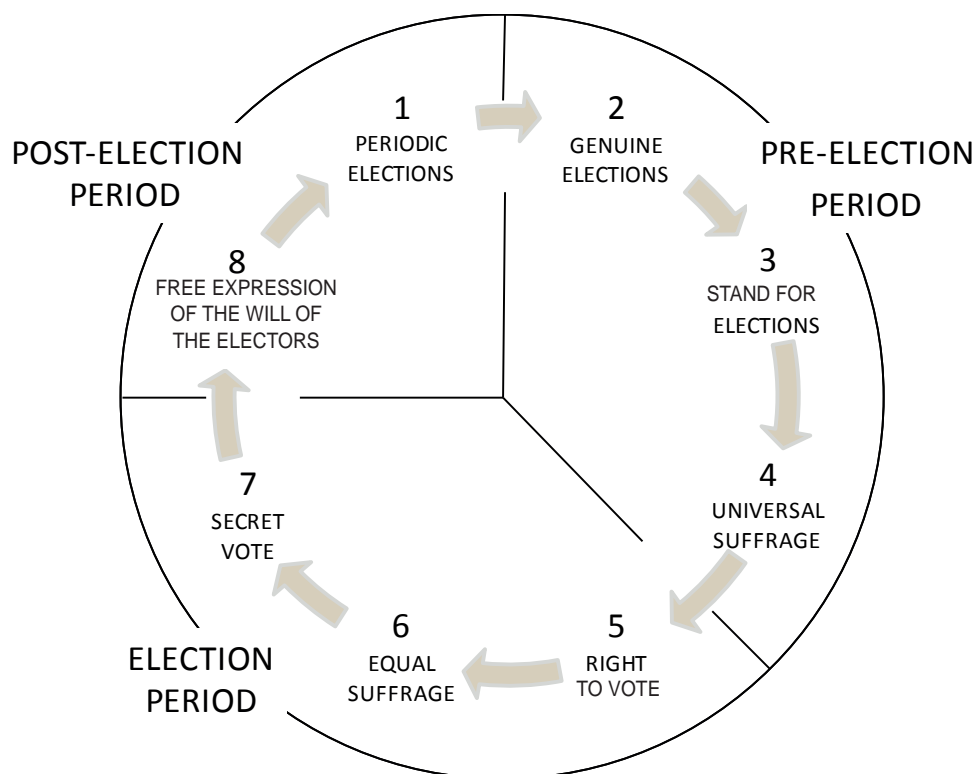 1
PERIODIC
ELECTIONS
2
GENUINE
ELECTIONS
POST-ELECTION
PERIOD
PRE-ELECTION
PERIOD
3
STAND FOR
ELECTIONS
8
FREE EXPRESSION
OF THE WILL OF
THE ELECTORS
4
UNIVERSAL
SUFFRAGE
7
SECRET
VOTE
6
EQUAL
SUFFRAGE
5
RIGHT
TO VOTE
ELECTION
PERIOD